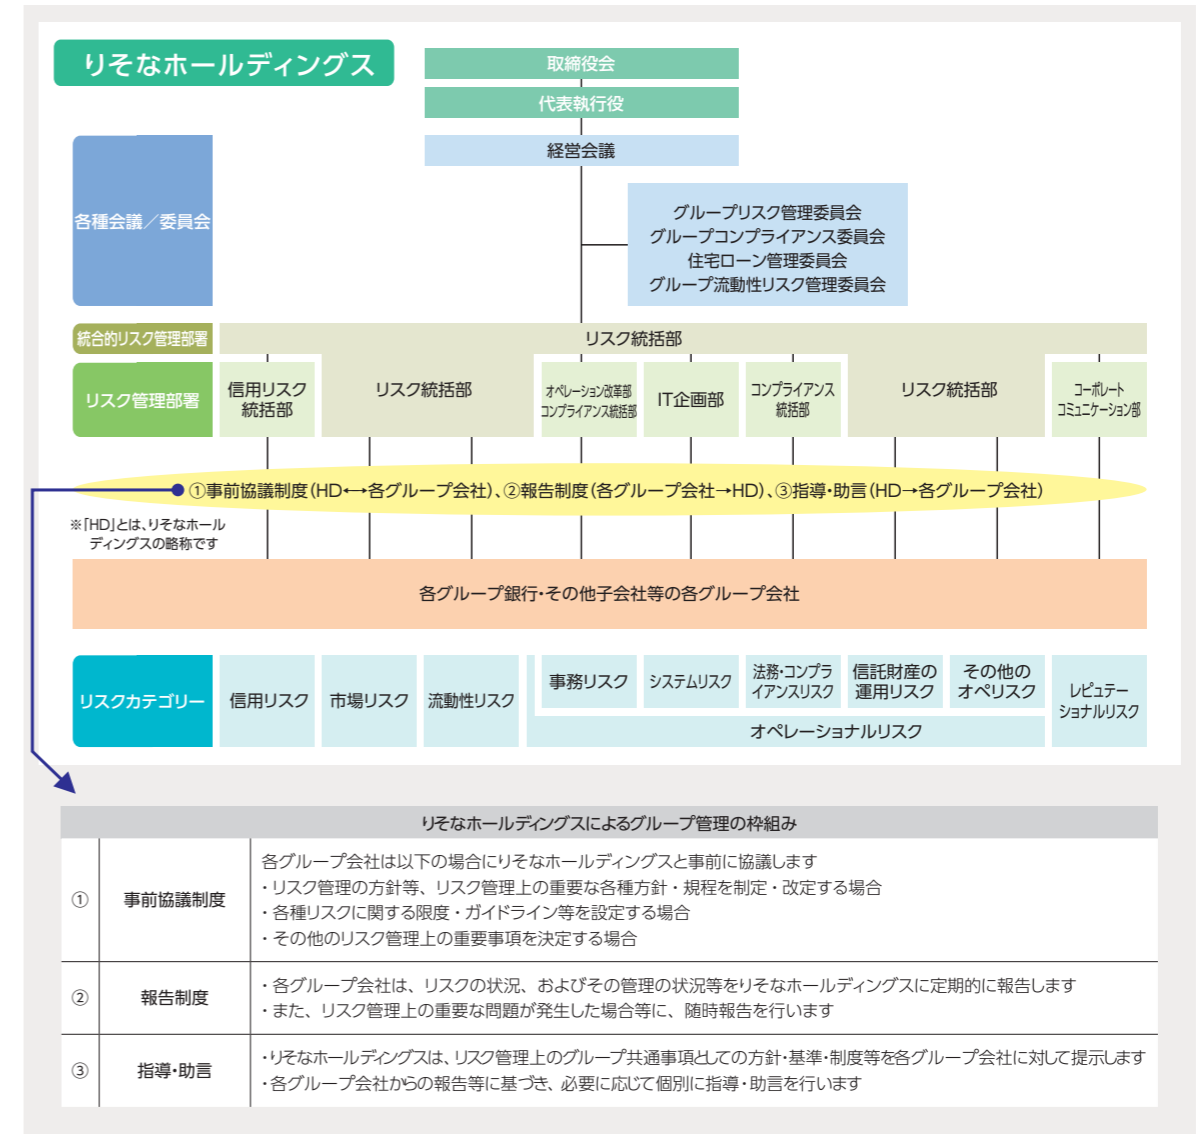 りそなホールディングス
取締役会
代表執行役
経営会議
各種会議／委員会
グループリスク管理委員会
グループコンプライアンス委員会
住宅ローン管理委員会
グループ流動性リスク管理委員会
統合的リスク管理部署
リスク統括部
リスク管理部署
信用リスク
統括部
リスク統括部
オペレーション改革部
コンプライアンス統括部
IT企画部
コンプライアンス
統括部
リスク統括部
コーポレート
コミュニケーション部
①事前協議制度(HD←→各グループ会社)、②報告制度(各グループ会社→HD)、③指導・助言(HD→各グループ会社)
※「HD」とは、りそなホール
ディングスの略称です
各グループ銀行・その他子会社等の各グループ会社
リスクカテゴリー
信用リスク
市場リスク
流動性リスク
事務リスク
システムリスク
法務・コンプラ
イアンスリスク
信託財産の
運用リスク
その他の
オペリスク
オペレーショナルリスク
レピュテー
ショナルリスク
りそなホールディングスによるグループ管理の枠組み
①
事前協議制度
各グループ会社は以下の場合にりそなホールディングスと事前に協議します
・リスク管理の方針等、リスク管理上の重要な各種方針・規程を制定・改定する場合
・各種リスクに関する限度・ガイドライン等を設定する場合
・その他のリスク管理上の重要事項を決定する場合
②
報告制度
・各グループ会社は、リスクの状況、およびその管理の状況等をりそなホールディングスに定期的に報告します
・また、リスク管理上の重要な問題が発生した場合等に、随時報告を行います
③
指導・助言
・りそなホールディングスは、リスク管理上のグループ共通事項としての方針・基準・制度等を各グループ会社に対して提示します
・各グループ会社からの報告等に基づき、必要に応じて個別に指導・助言を行います